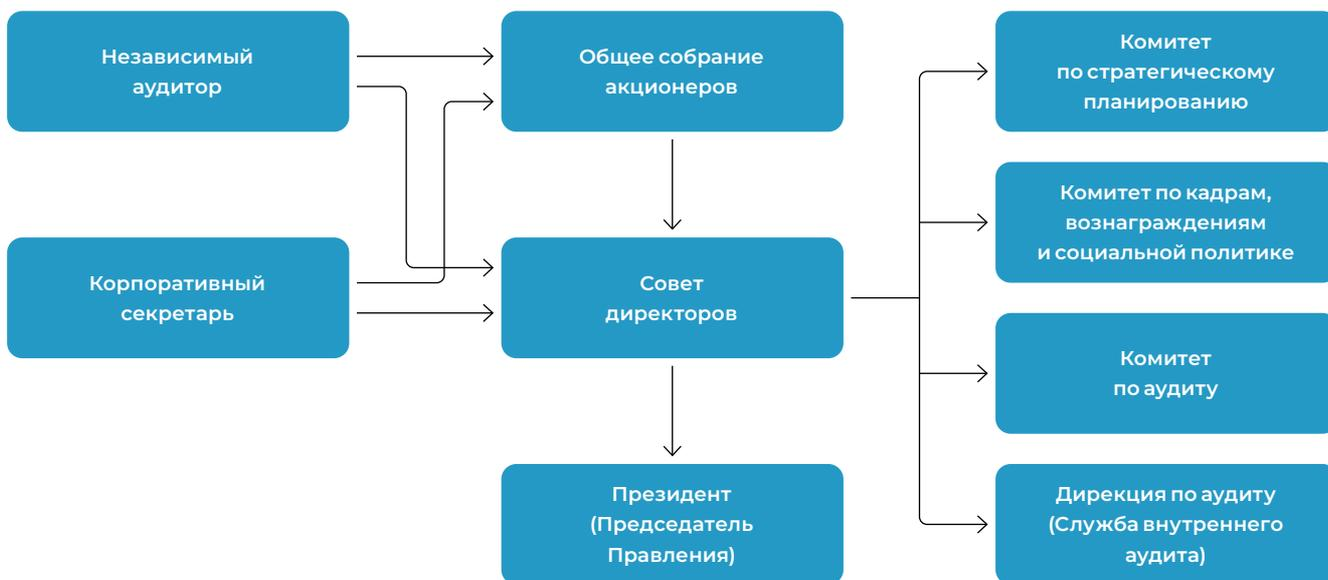 Независимый
аудитор
Общее собрание
акционеров
Комитет
по стратегическому
планированию
Комитет по кадрам,
вознаграждениям
и социальной политике
Корпоративный
секретарь
Совет
директоров
Комитет
по аудиту
Президент
(Председатель
Правления)
Дирекция по аудиту
(Служба внутреннего
аудита)